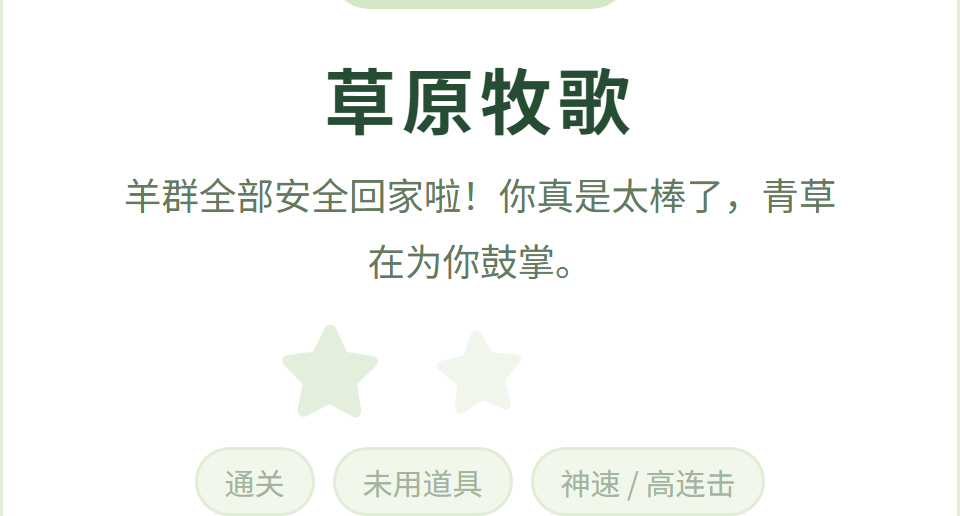 草原牧歌
羊群全部安全回家啦！你真是太棒了，青草
在为你鼓掌。
通关
未用道具
神速 / 高连击